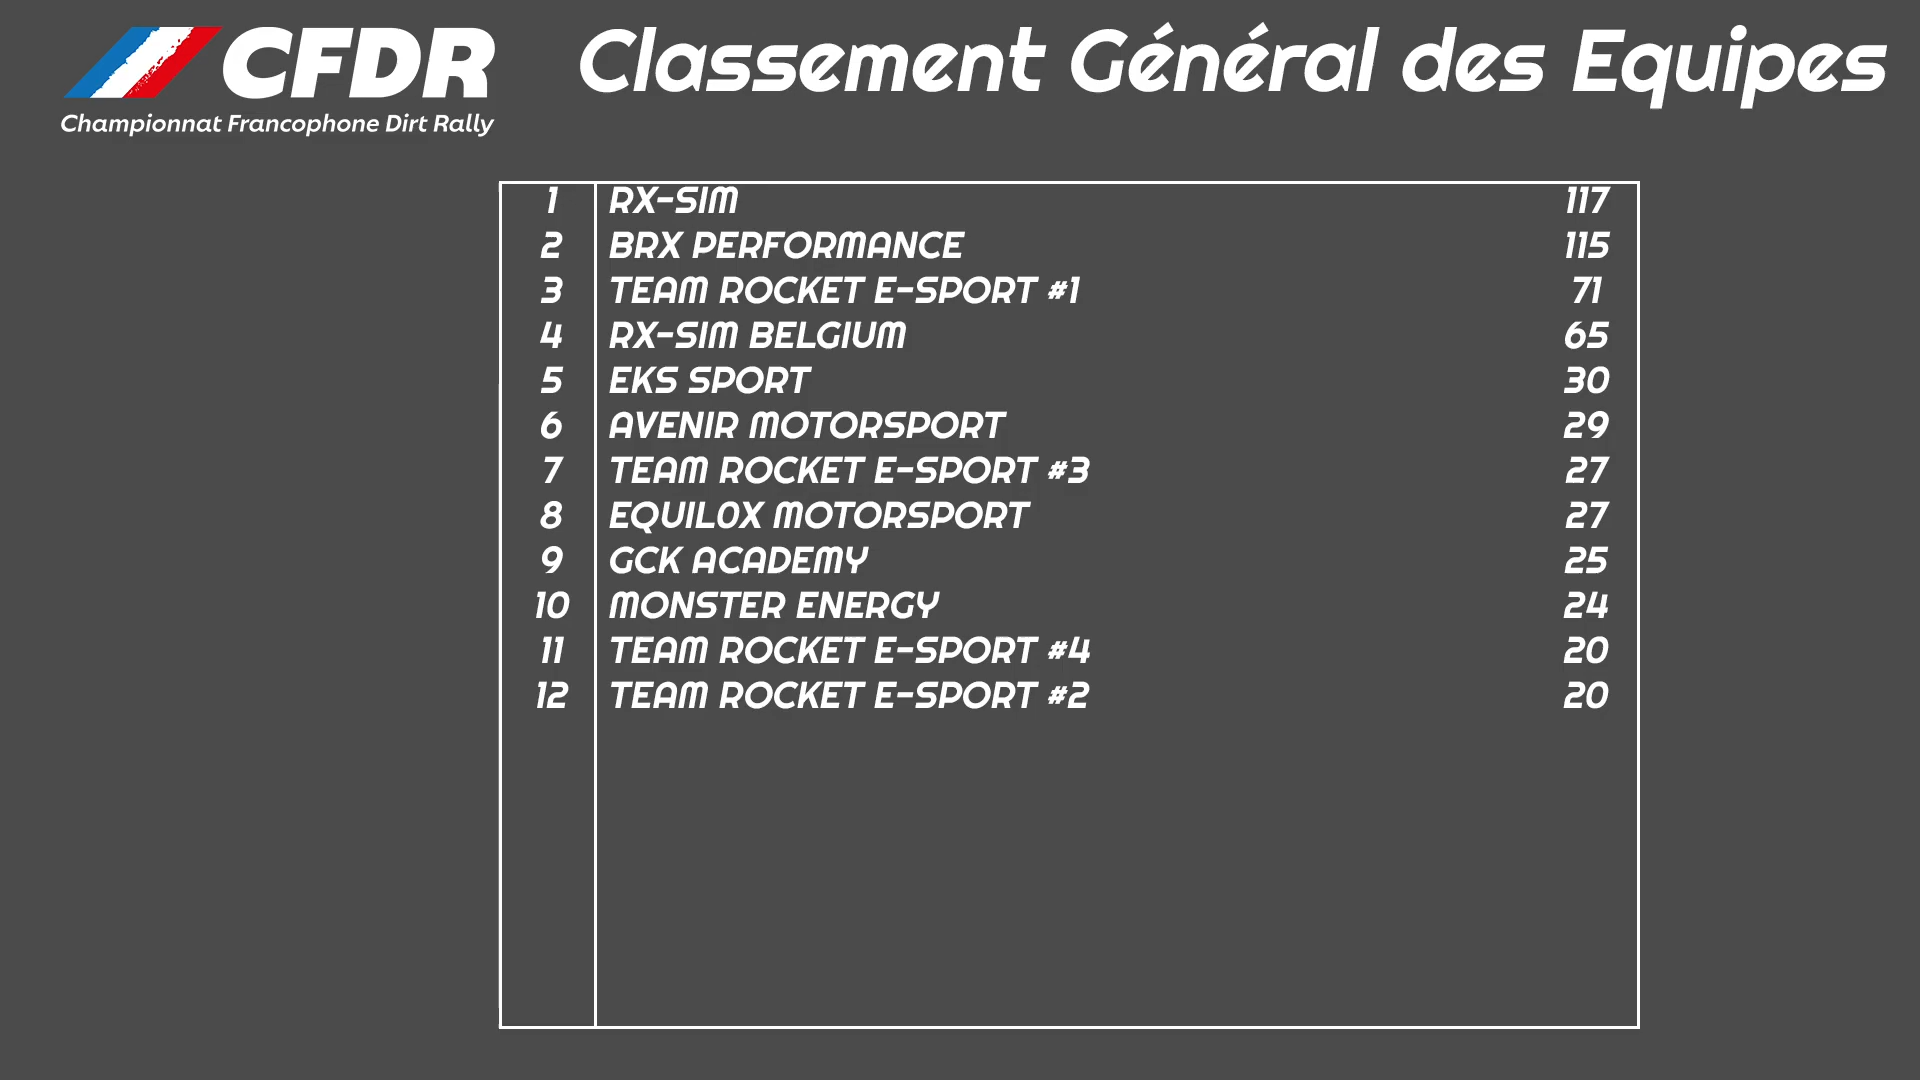 CFDR
Championnat Francophone Dirt Rally
Classement Général des Equipes
1 RX-SIM 117
2 BRX PERFORMANCE 115
3 TEAM ROCKET E-SPORT #1 71
4 RX-SIM BELGIUM 65
5 EKS SPORT 30
6 AVENIR MOTORSPORT 29
7 TEAM ROCKET E-SPORT #3 27
8 EQUIL0X MOTORSPORT 27
9 GCK ACADEMY 25
10 MONSTER ENERGY 24
11 TEAM ROCKET E-SPORT #4 20
12 TEAM ROCKET E-SPORT #2 20